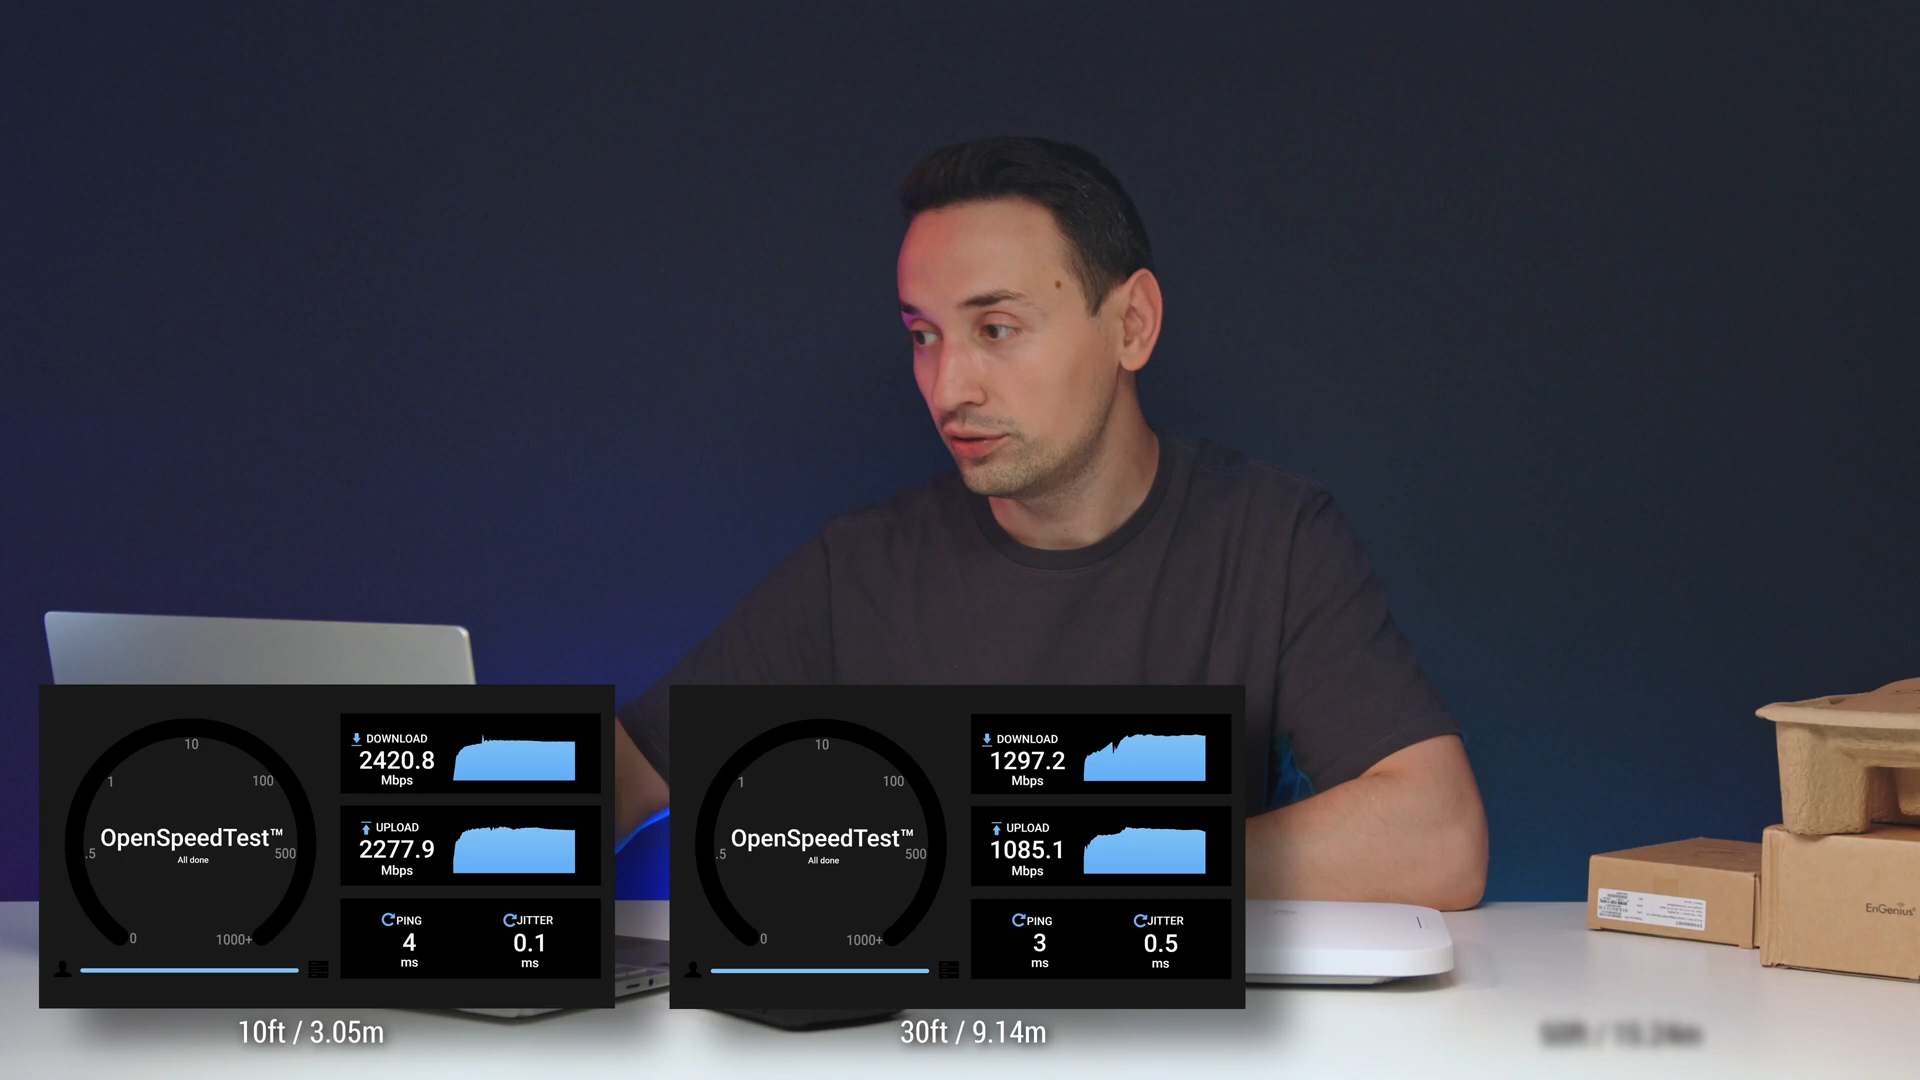 10
1
100
OpenSpeedTest™
All done
.5
500
0
1000+
DOWNLOAD
2420.8
Mbps
UPLOAD
2277.9
Mbps
PING
4
ms
JITTER
0.1
ms
10ft / 3.05m
10
1
100
OpenSpeedTest™
All done
.5
500
0
1000+
DOWNLOAD
1297.2
Mbps
UPLOAD
1085.1
Mbps
PING
3
ms
JITTER
0.5
ms
30ft / 9.14m
EnGenius